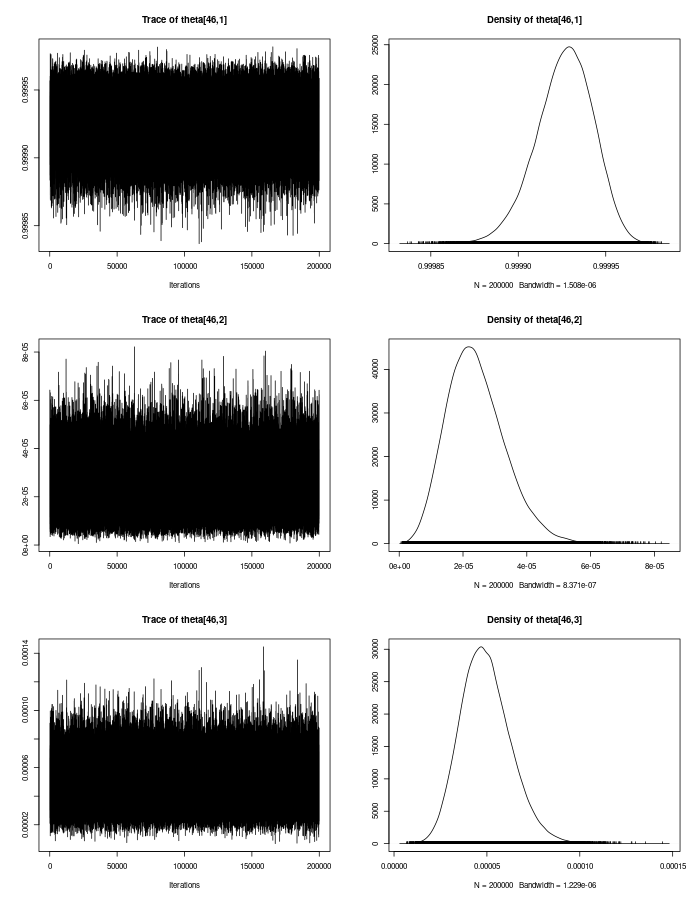 Trace of theta[46,1]
0.99985 0.99990 0.99995
0 50000 100000 150000 200000
Iterations
Density of theta[46,1]
0 5000 10000 15000 20000 25000
0.99985 0.99990 0.99995
N = 200000 Bandwidth = 1.508e-06
Trace of theta[46,2]
0e+00 2e-05 4e-05 6e-05 8e-05
0 50000 100000 150000 200000
Iterations
Density of theta[46,2]
0 10000 20000 30000 40000
0e+00 2e-05 4e-05 6e-05 8e-05
N = 200000 Bandwidth = 8.371e-07
Trace of theta[46,3]
0.00002 0.00006 0.00010 0.00014
0 50000 100000 150000 200000
Iterations
Density of theta[46,3]
0 5000 10000 15000 20000 25000 30000
0.00000 0.00005 0.00010 0.00015
N = 200000 Bandwidth = 1.229e-06